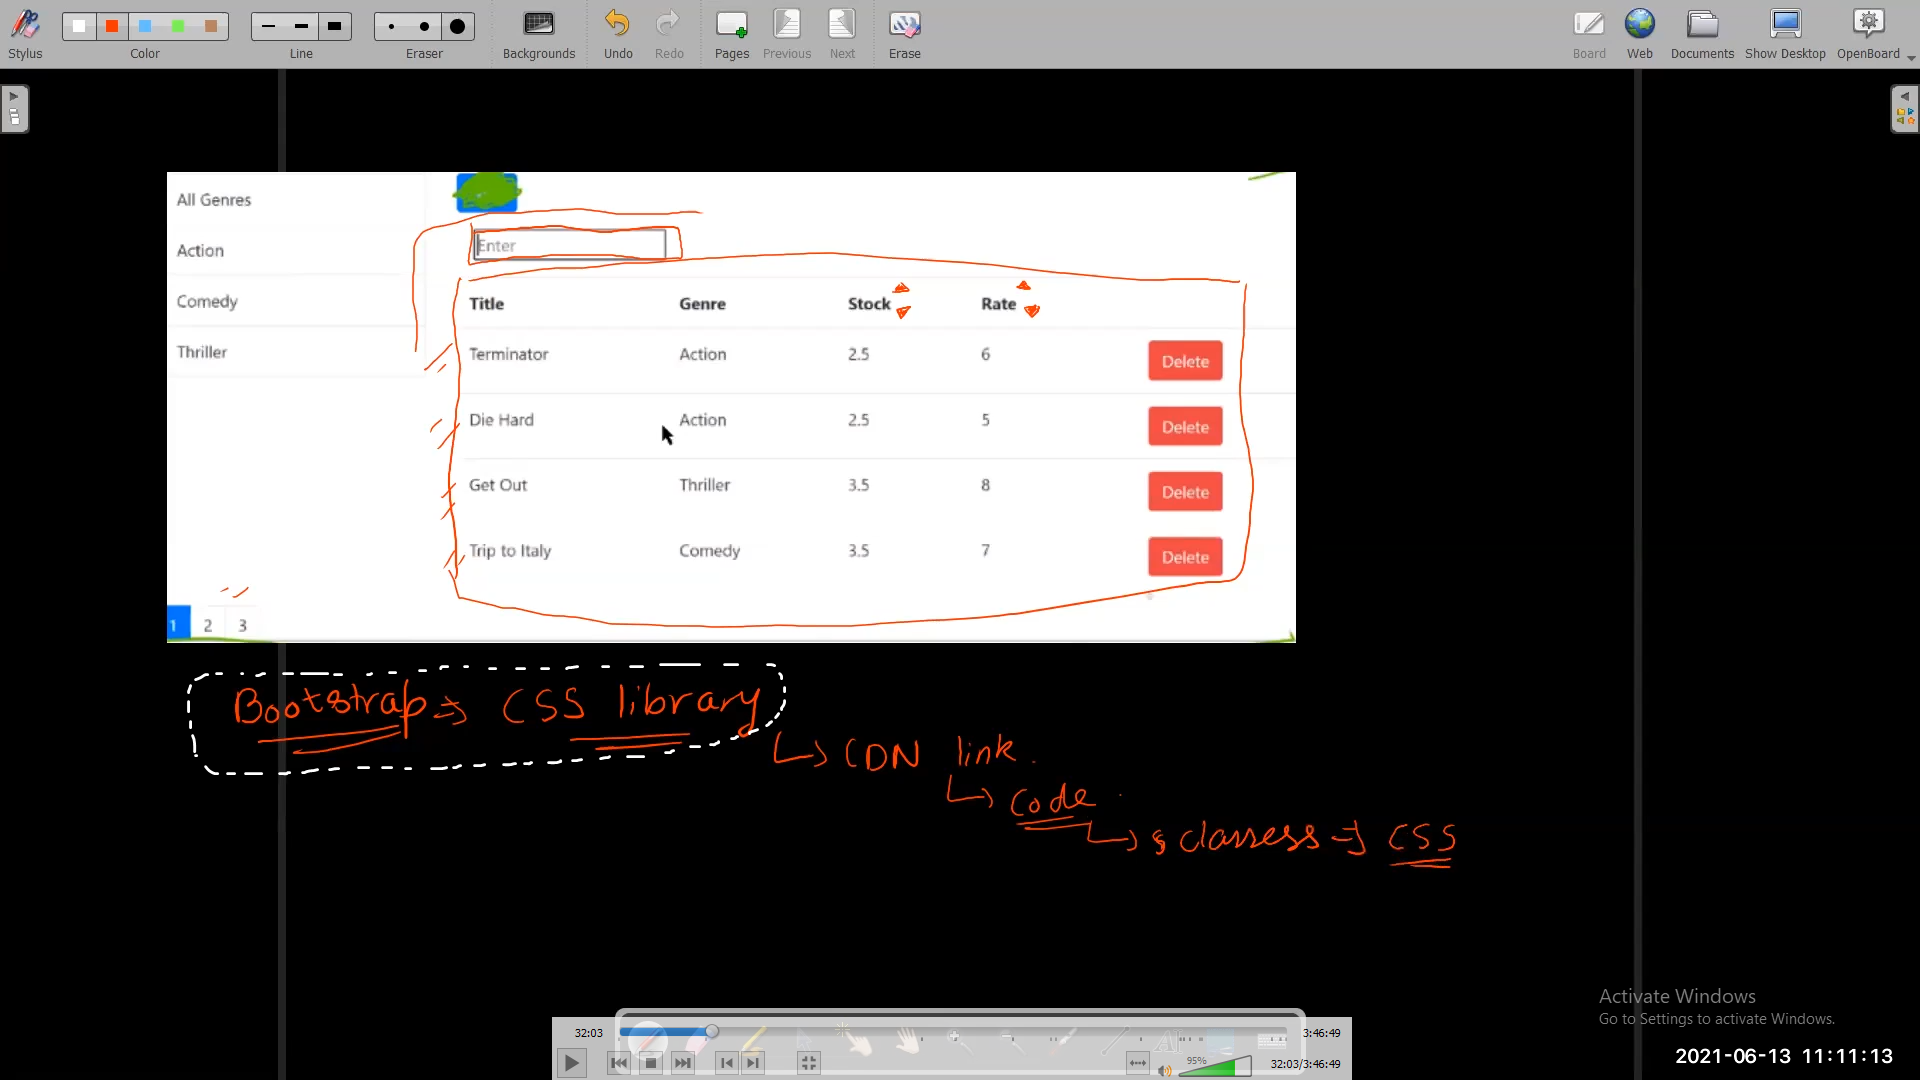 Stylus Color Line Eraser Backgrounds Undo Redo Pages Previous Next Erase Board Web Documents Show Desktop OpenBoard
All Genres
Action
Comedy
Thriller
Enter
Title Genre Stock Rate
Terminator Action 2.5 6 Delete
Die Hard Action 2.5 5 Delete
Get Out Thriller 3.5 8 Delete
Trip to Italy Comedy 3.5 7 Delete
1 2 3
Bootstrap => CSS library
CDN link.
code
classess => CSS
Activate Windows
Go to Settings to activate Windows.
32:03 3:46:49
95% 32:03/3:46:49
2021-06-13 11:11:13